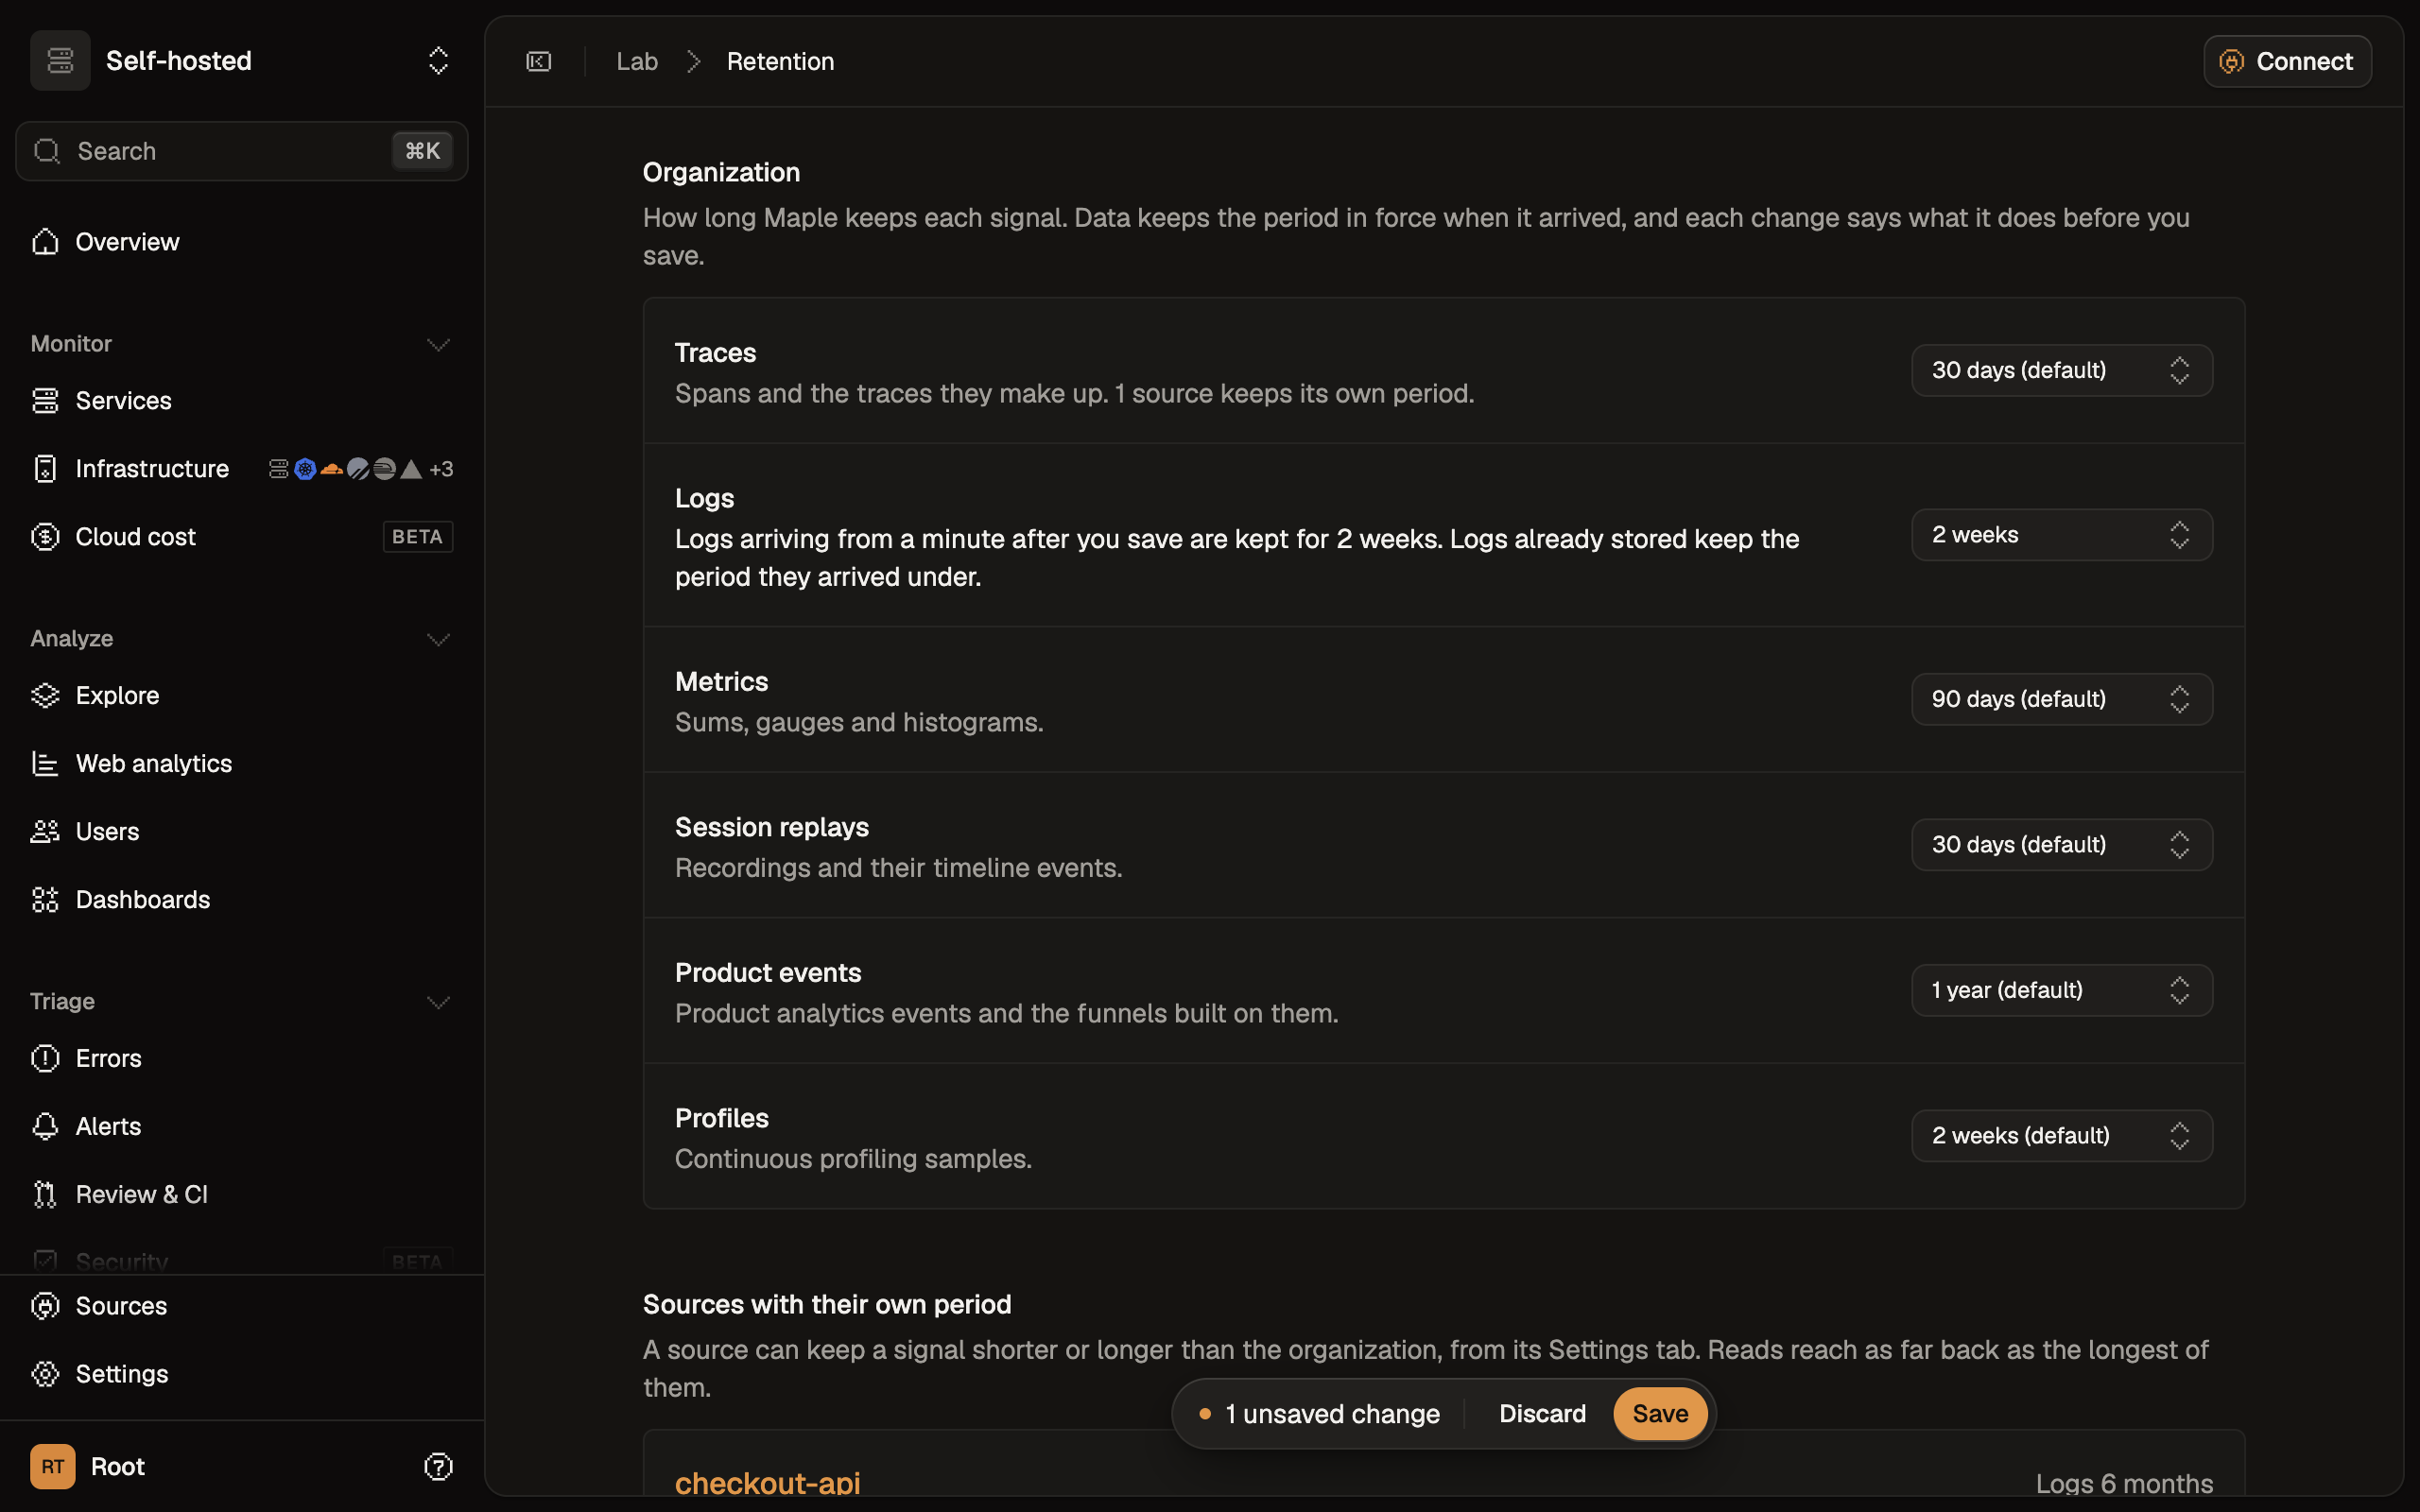 Self-hosted
Search ⌘K
Overview
Monitor
Services
Infrastructure +3
Cloud cost BETA
Analyze
Explore
Web analytics
Users
Dashboards
Triage
Errors
Alerts
Review & CI
Security BETA
Sources
Settings
RT Root
Lab Retention
Connect
Organization
How long Maple keeps each signal. Data keeps the period in force when it arrived, and each change says what it does before you
save.
Traces
Spans and the traces they make up. 1 source keeps its own period.
30 days (default)
Logs
Logs arriving from a minute after you save are kept for 2 weeks. Logs already stored keep the
period they arrived under.
2 weeks
Metrics
Sums, gauges and histograms.
90 days (default)
Session replays
Recordings and their timeline events.
30 days (default)
Product events
Product analytics events and the funnels built on them.
1 year (default)
Profiles
Continuous profiling samples.
2 weeks (default)
Sources with their own period
A source can keep a signal shorter or longer than the organization, from its Settings tab. Reads reach as far back as the longest of
them.
1 unsaved change Discard Save
checkout-api Logs 6 months